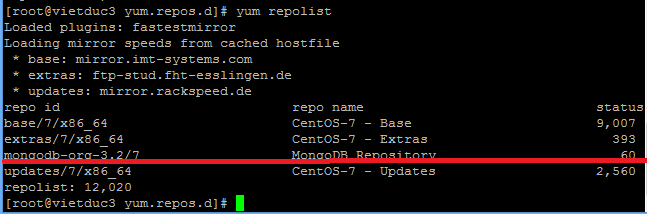 [root@vietduc3 yum.repos.d]# yum repolist
Loaded plugins: fastestmirror
Loading mirror speeds from cached hostfile
 * base: mirror.imt-systems.com
 * extras: ftp-stud.fht-esslingen.de
 * updates: mirror.rackspeed.de
repo id                              repo name                              status
base/7/x86_64                        CentOS-7 - Base                        9,007
extras/7/x86_64                      CentOS-7 - Extras                        393
mongodb-org-3.2/7                    MongoDB Repository                        60
updates/7/x86_64                     CentOS-7 - Updates                     2,560
repolist: 12,020
[root@vietduc3 yum.repos.d]#